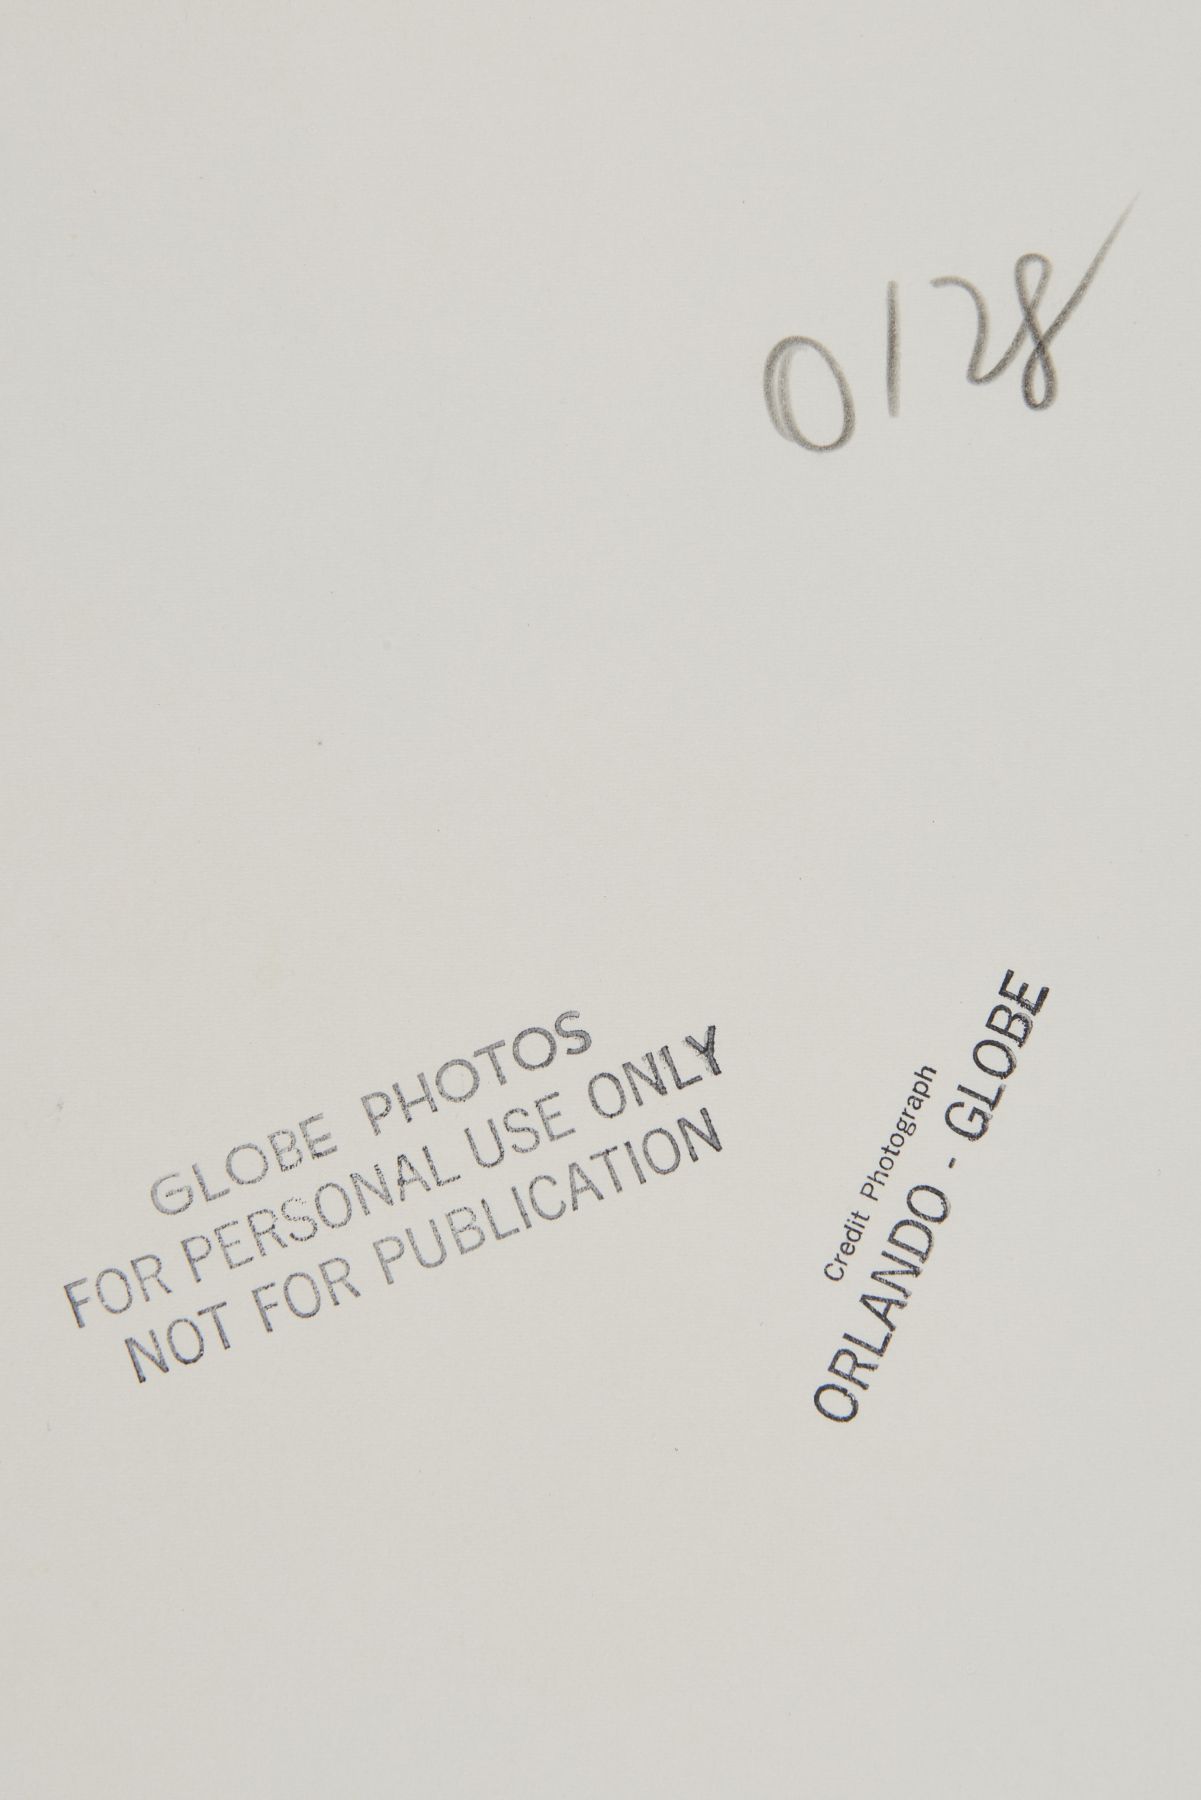 0128
GLOBE PHOTOS
FOR PERSONAL USE ONLY
NOT FOR PUBLICATION
Credit Photograph
ORLANDO - GLOBE